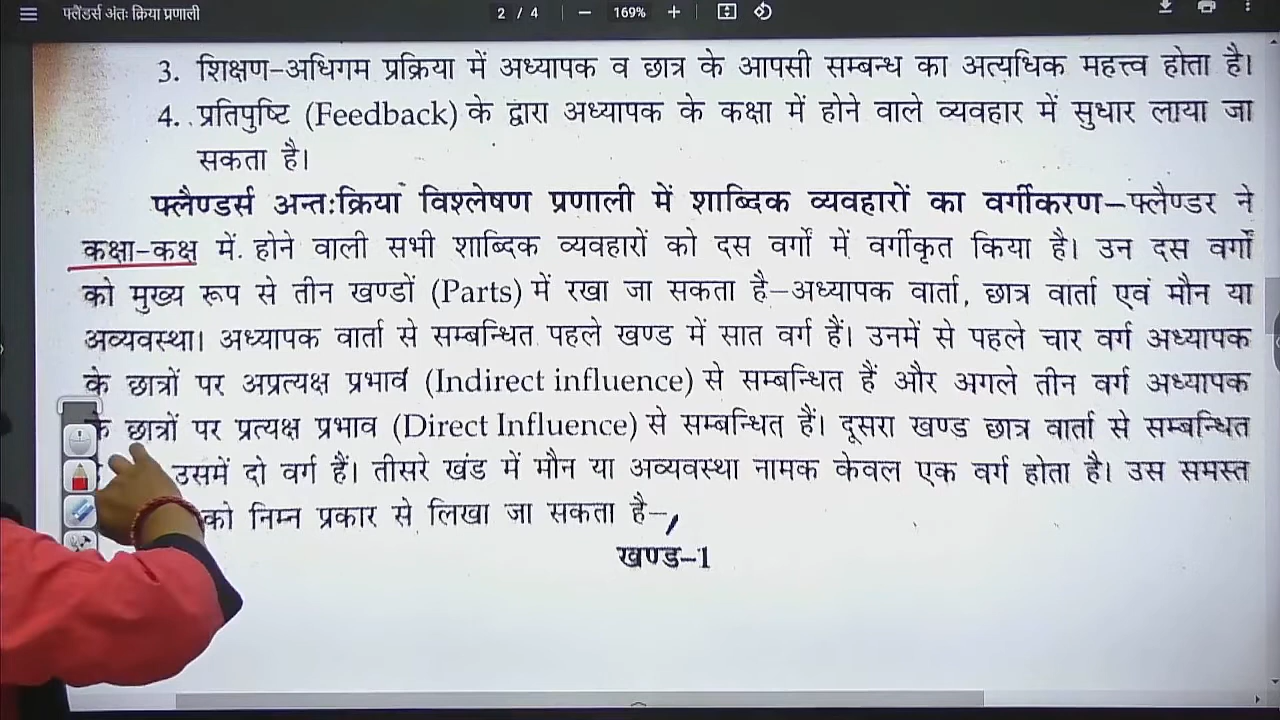 फ्लैंडर्स अंतः क्रिया प्रणाली
2 / 4
169%
3. शिक्षण-अधिगम प्रक्रिया में अध्यापक व छात्र के आपसी सम्बन्ध का अत्यधिक महत्त्व होता है।
4. प्रतिपुष्टि (Feedback) के द्वारा अध्यापक के कक्षा में होने वाले व्यवहार में सुधार लाया जा
सकता है।
फ्लैण्डर्स अन्तःक्रिया विश्लेषण प्रणाली में शाब्दिक व्यवहारों का वर्गीकरण-फ्लैण्डर ने
कक्षा-कक्ष में होने वाली सभी शाब्दिक व्यवहारों को दस वर्गों में वर्गीकृत किया है। उन दस वर्गों
को मुख्य रूप से तीन खण्डों (Parts) में रखा जा सकता है-अध्यापक वार्ता, छात्र वार्ता एवं मौन या
अव्यवस्था। अध्यापक वार्ता से सम्बन्धित पहले खण्ड में सात वर्ग हैं। उनमें से पहले चार वर्ग अध्यापक
के छात्रों पर अप्रत्यक्ष प्रभाव (Indirect influence) से सम्बन्धित हैं और अगले तीन वर्ग अध्यापक
के छात्रों पर प्रत्यक्ष प्रभाव (Direct Influence) से सम्बन्धित हैं। दूसरा खण्ड छात्र वार्ता से सम्बन्धित
उसमें दो वर्ग हैं। तीसरे खंड में मौन या अव्यवस्था नामक केवल एक वर्ग होता है। उस समस्त
को निम्न प्रकार से लिखा जा सकता है-
खण्ड-1